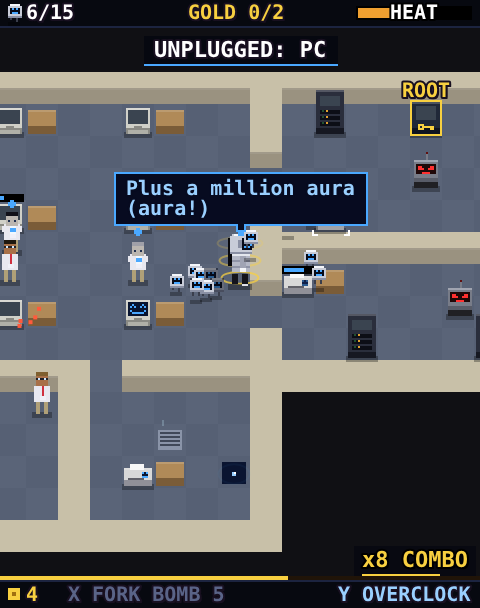 6/15
GOLD 0/2
HEAT
UNPLUGGED: PC
ROOT
Plus a million aura
(aura!)
x8 COMBO
4
X FORK BOMB 5
Y OVERCLOCK